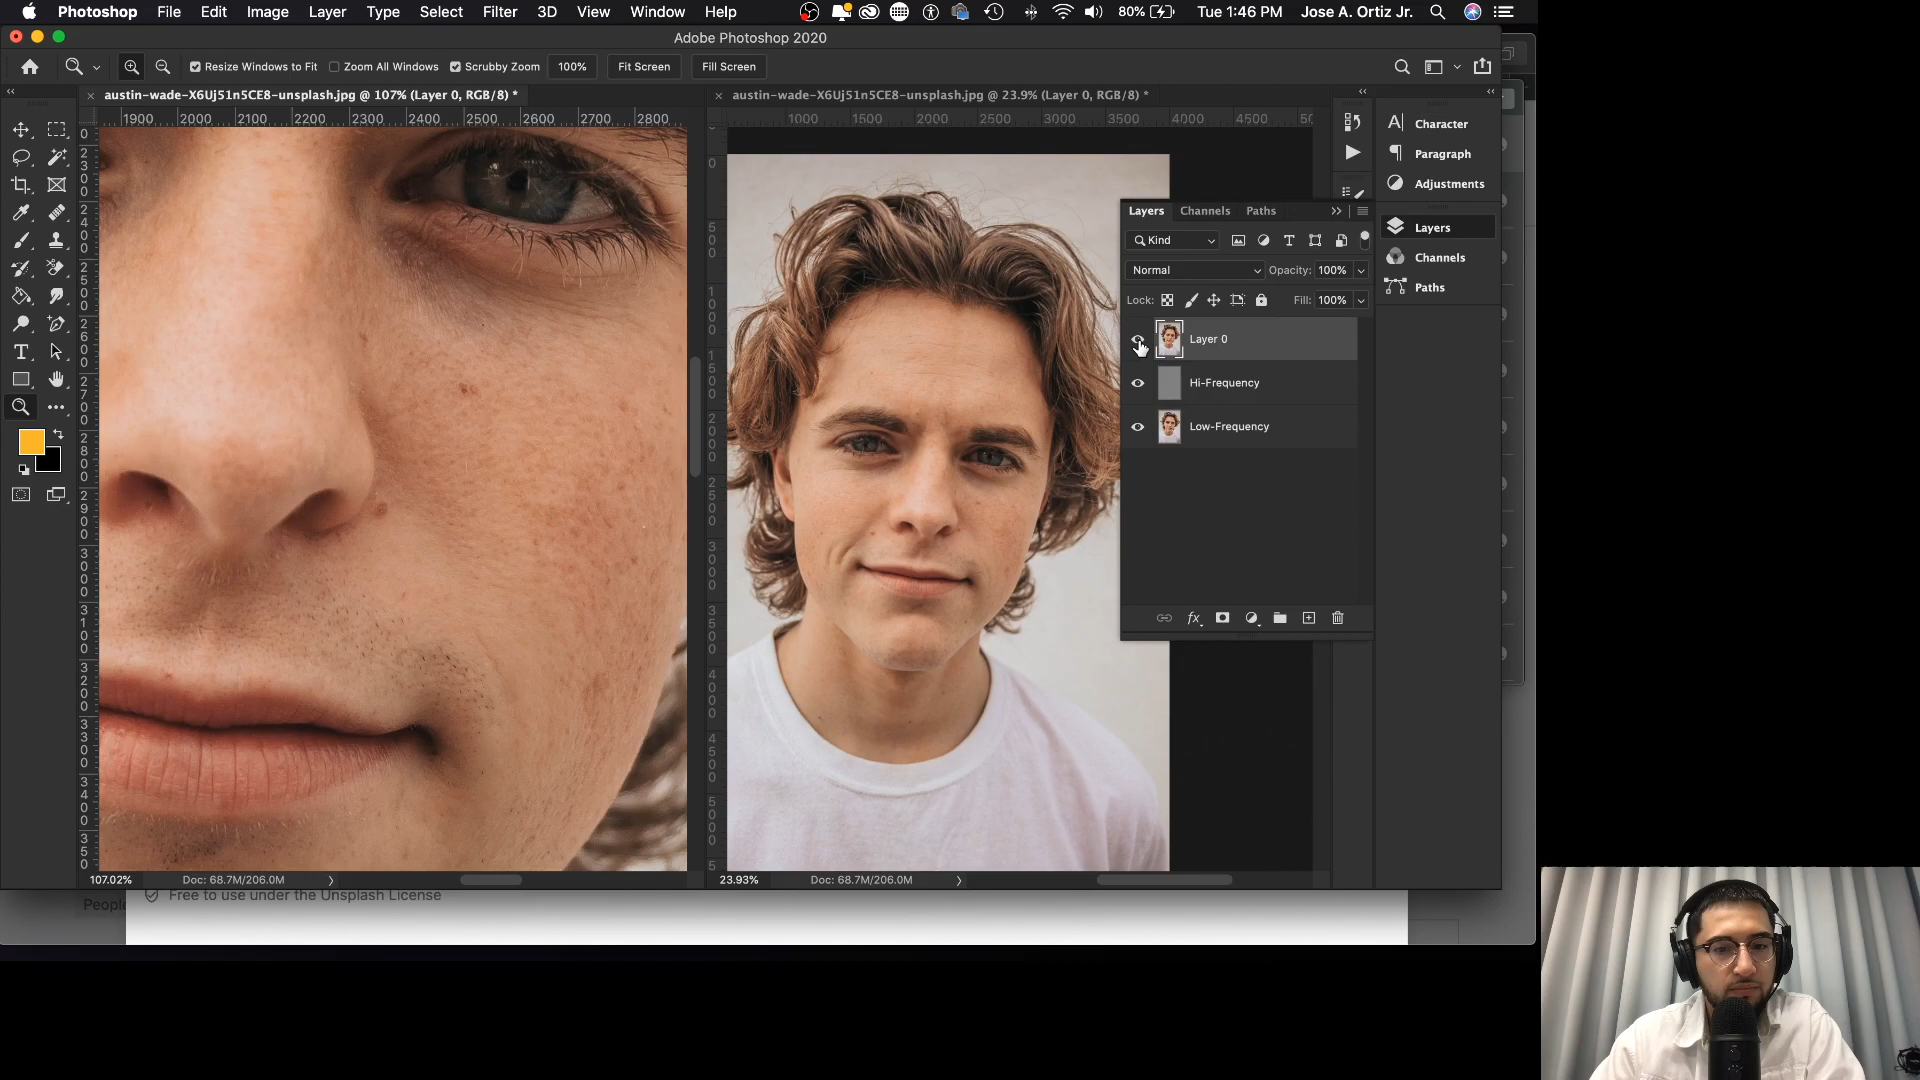 Photoshop File Edit Image Layer Type Select Filter 3D View Window Help 80% Tue 1:46 PM Jose A. Ortiz Jr.
Adobe Photoshop 2020
Resize Windows to Fit Zoom All Windows Scrubby Zoom 100% Fit Screen Fill Screen
austin-wade-X6Uj51n5CE8-unsplash.jpg @ 107% (Layer 0, RGB/8) *
austin-wade-X6Uj51n5CE8-unsplash.jpg @ 23.9% (Layer 0, RGB/8) *
1900 2000 2100 2200 2300 2400 2500 2600 2700 2800
1000 1500 2000 2500 3000 3500 4000 4500
Character
Paragraph
Adjustments
Layers
Channels
Paths
Layers Channels Paths
Kind
Normal Opacity: 100%
Lock: Fill: 100%
Layer 0
Hi-Frequency
Low-Frequency
107.02% Doc: 68.7M/206.0M
23.93% Doc: 68.7M/206.0M
People
Free to use under the Unsplash License